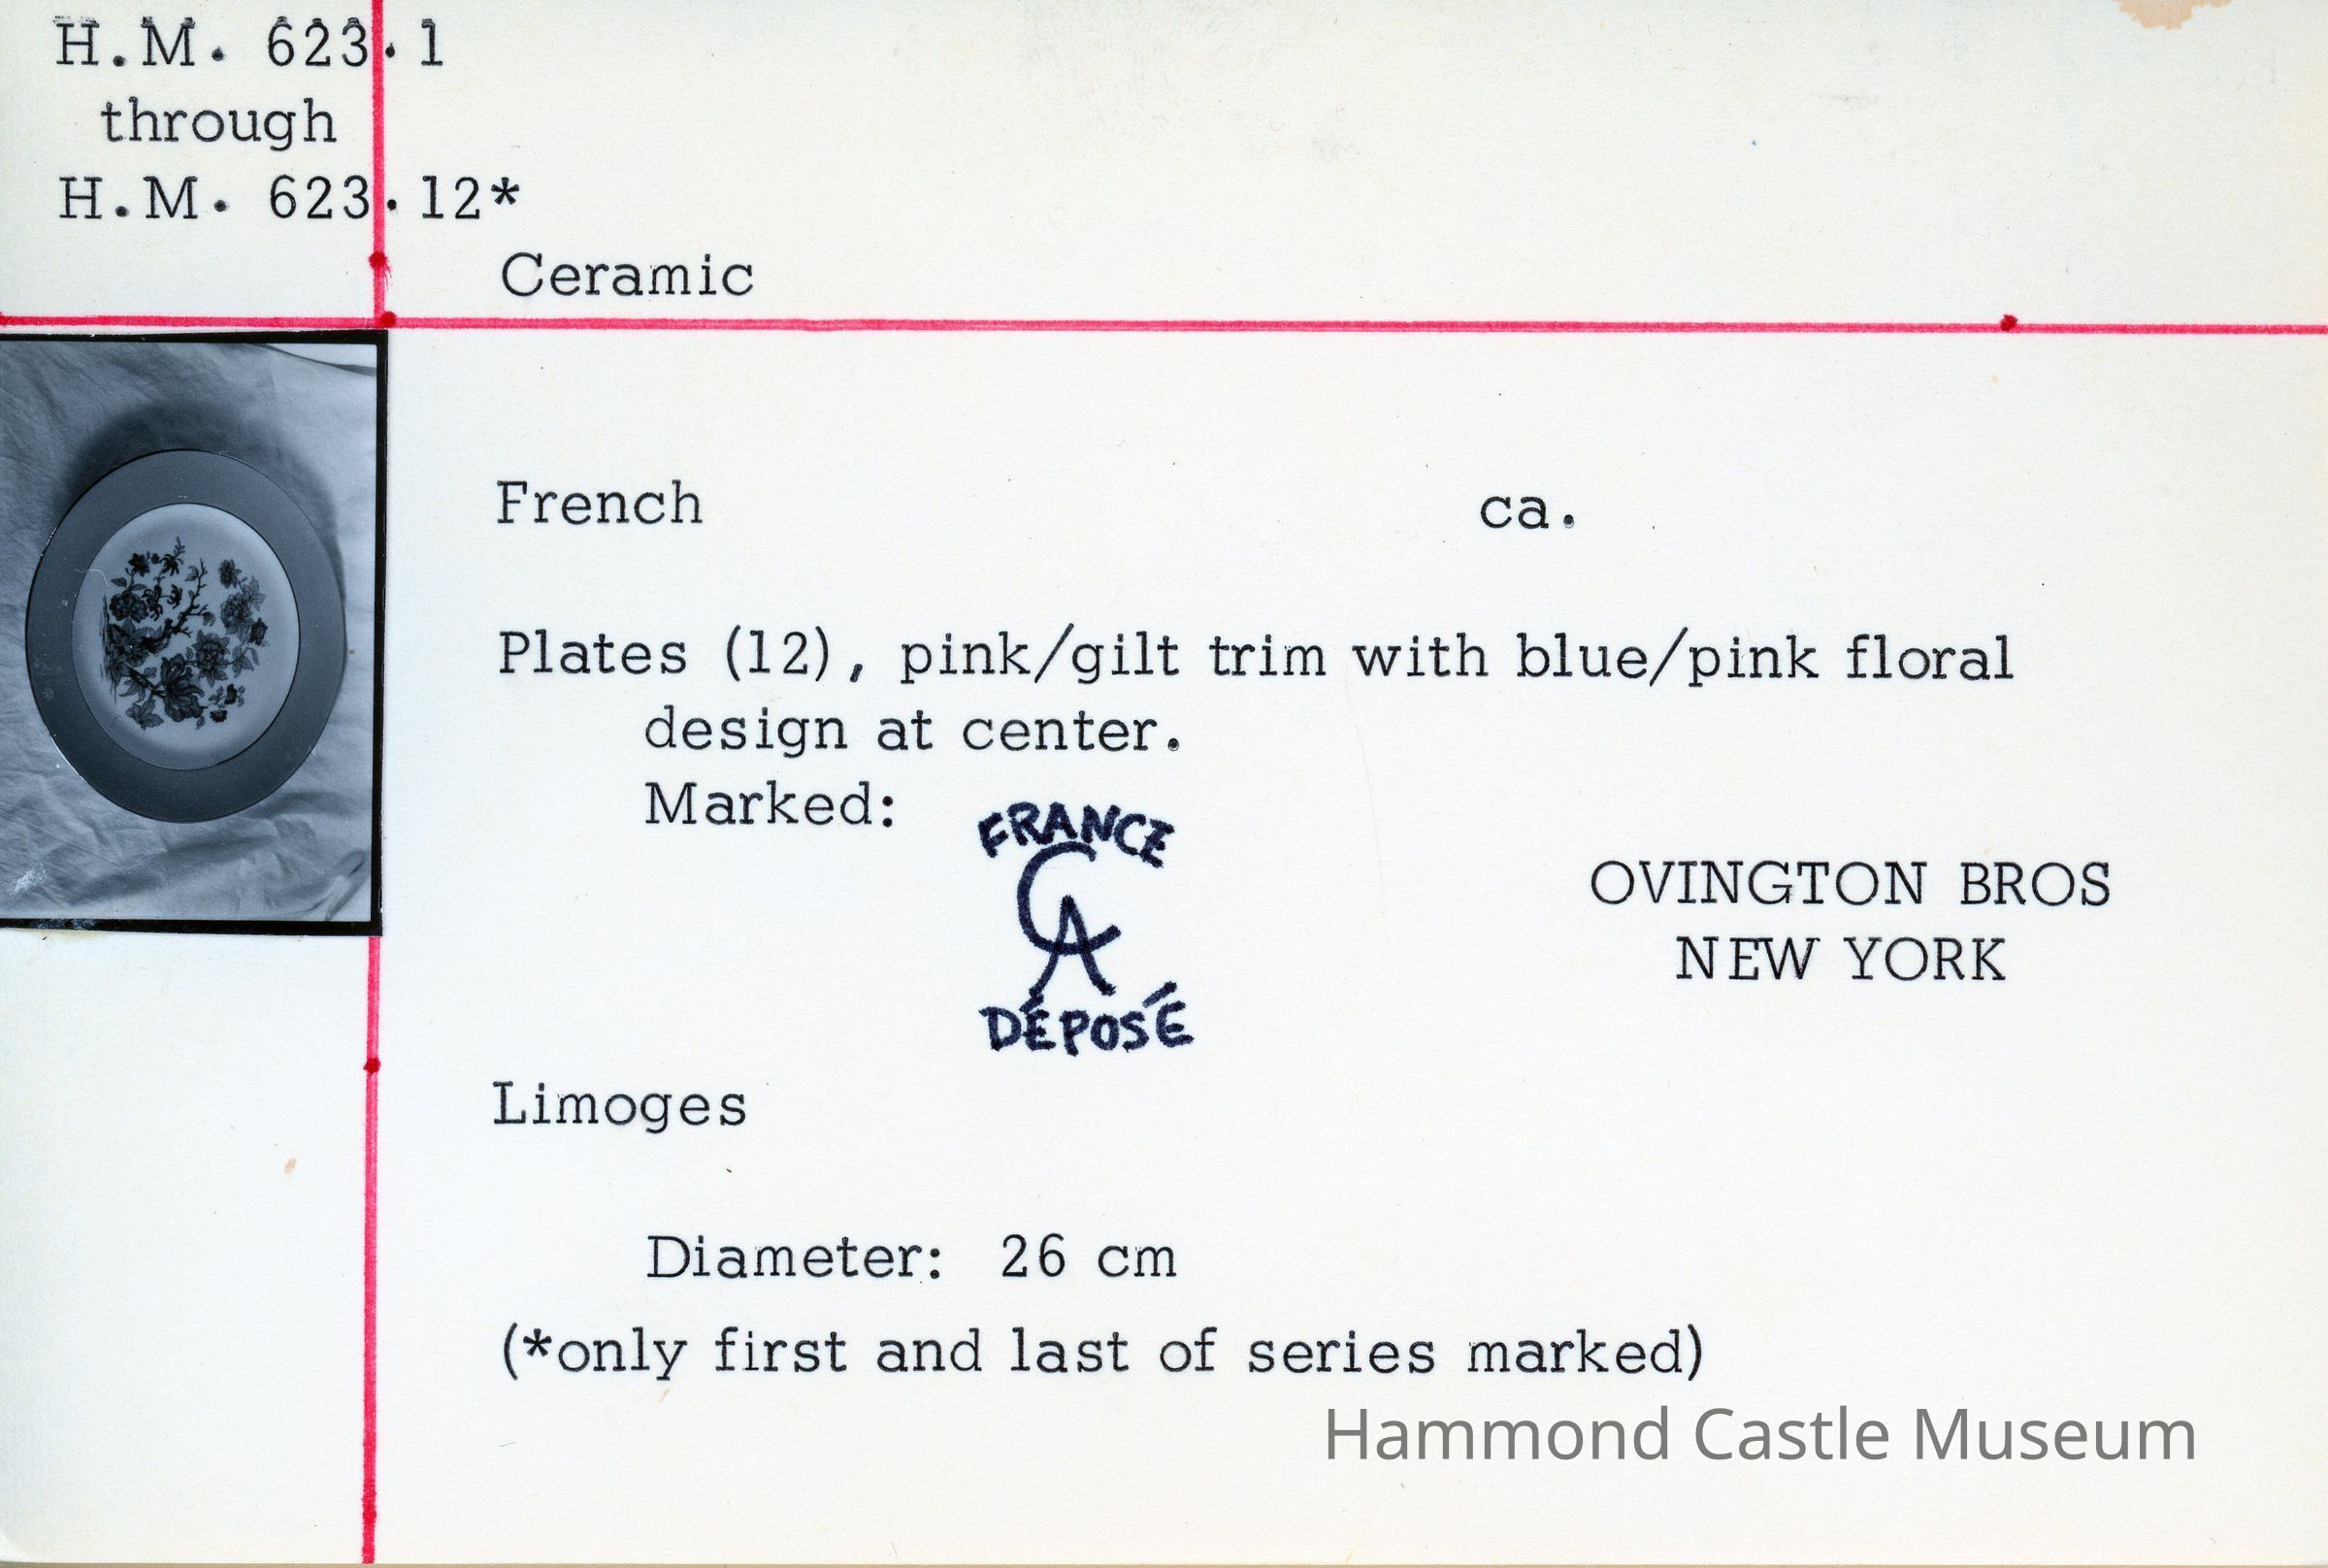 H.M. 623.1
through
H.M. 623.12*
Ceramic
French ca.
Plates (12), pink/gilt trim with blue/pink floral
design at center.
Marked:
FRANCE
CA
DÉPOSÉ
OVINGTON BROS
NEW YORK
Limoges
Diameter: 26 cm
(*only first and last of series marked)
Hammond Castle Museum